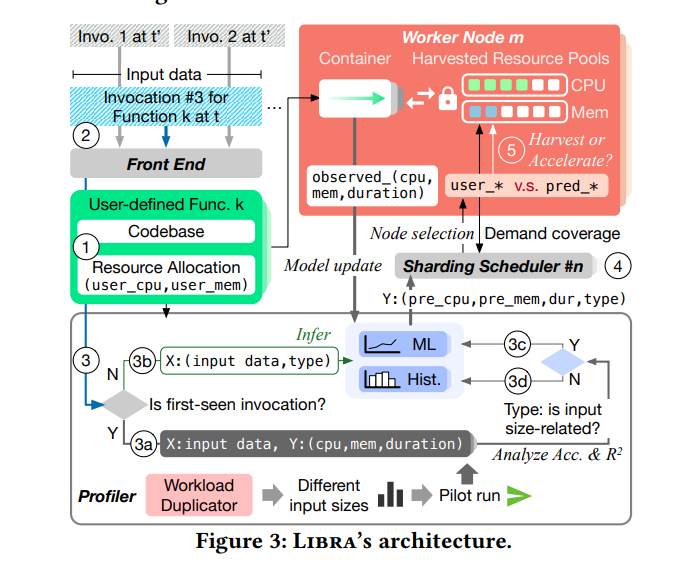 Invo. 1 at t' Invo. 2 at t'
Input data
Invocation #3 for
Function k at t
...
2
Front End
User-defined Func. k
Codebase
1
Resource Allocation
(user_cpu,user_mem)
Worker Node m
Container Harvested Resource Pools
CPU
Mem
5 Harvest or
Accelerate?
observed_(cpu,
mem,duration)
user_* v.s. pred_*
Node selection Demand coverage
Model update
Sharding Scheduler #n 4
Y:(pre_cpu,pre_mem,dur,type)
3
Infer
N 3b X:(input data,type)
ML
Hist.
3c Y
3d N
Is first-seen invocation?
Type: is input
size-related?
Y 3a X:input data, Y:(cpu,mem,duration)
Analyze Acc. & R²
Profiler
Workload
Duplicator
Different
input sizes
Pilot run
Figure 3: LIBRA's architecture.